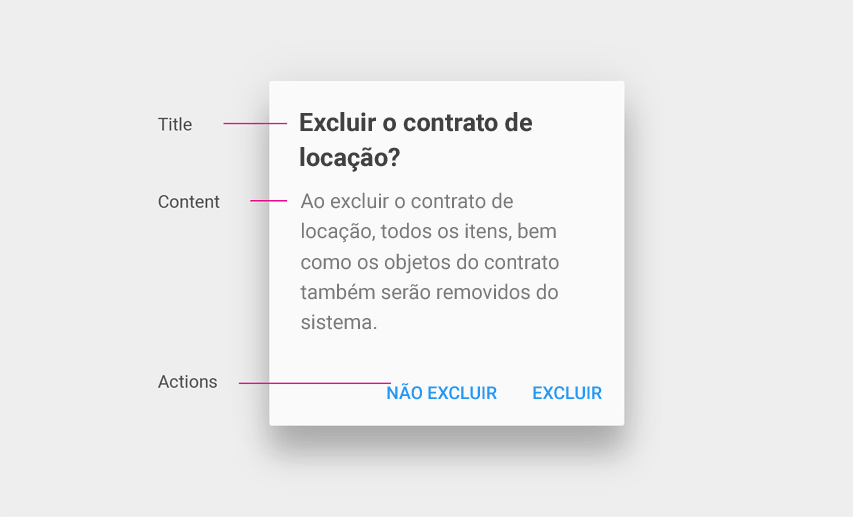 Title
Excluir o contrato de
locação?
Content
Ao excluir o contrato de
locação, todos os itens, bem
como os objetos do contrato
também serão removidos do
sistema.
Actions
NÃO EXCLUIR EXCLUIR